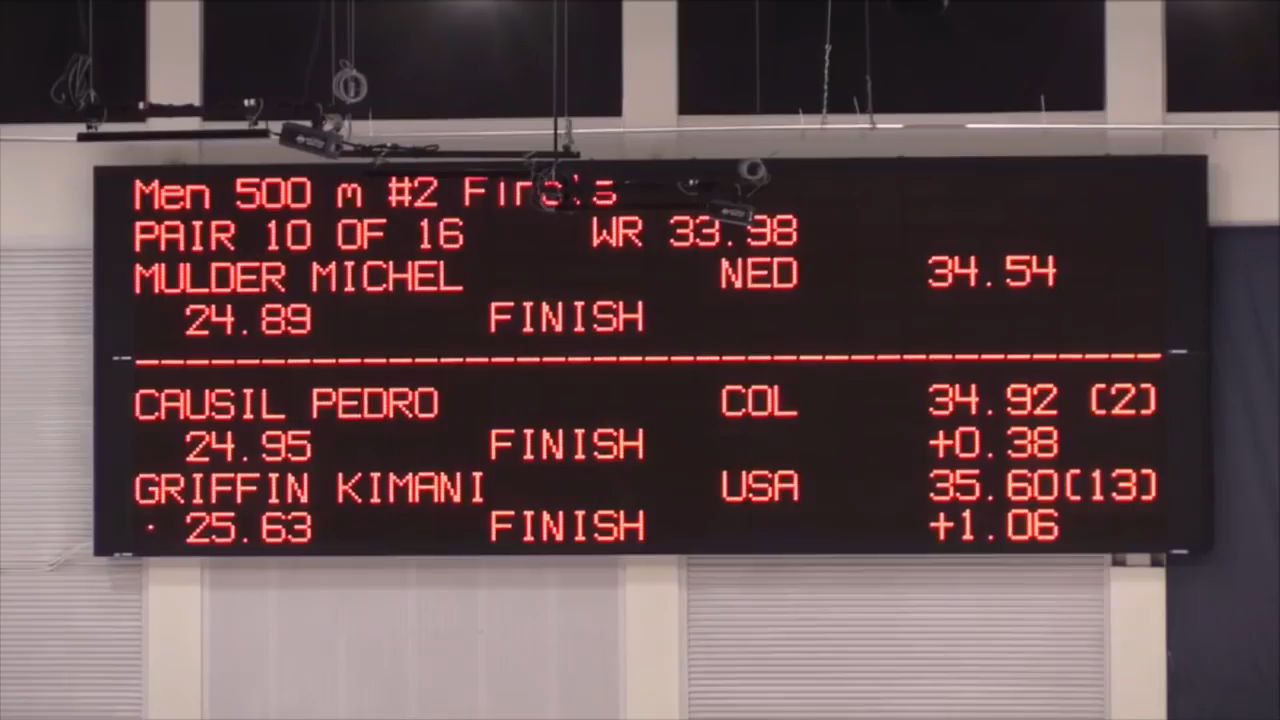 Men 500 m #2 Finals
PAIR 10 OF 16 WR 33.98
MULDER MICHEL NED 34.54
24.89 FINISH
CAUSIL PEDRO COL 34.92 (2)
24.95 FINISH +0.38
GRIFFIN KIMANI USA 35.60(13)
25.63 FINISH +1.06